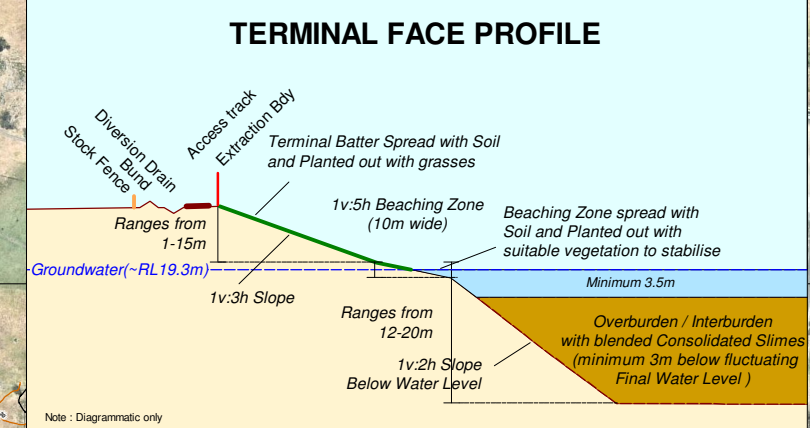 TERMINAL FACE PROFILE
Stock Fence
Bund
Diversion Drain
Access track
Extraction Bdy
Terminal Batter Spread with Soil
and Planted out with grasses
1v:5h Beaching Zone
(10m wide)
Beaching Zone spread with
Soil and Planted out with
suitable vegetation to stabilise
Ranges from
1-15m
Groundwater(~RL19.3m)
1v:3h Slope
Minimum 3.5m
Ranges from
12-20m
Overburden / Interburden
with blended Consolidated Slimes
(minimum 3m below fluctuating
Final Water Level )
1v:2h Slope
Below Water Level
Note : Diagrammatic only